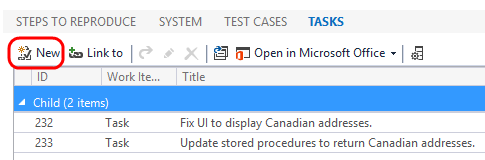 STEPS TO REPRODUCE SYSTEM TEST CASES TASKS
New Link to Open in Microsoft Office
ID Work Ite... Title
Child (2 items)
232 Task Fix UI to display Canadian addresses.
233 Task Update stored procedures to return Canadian addresses.